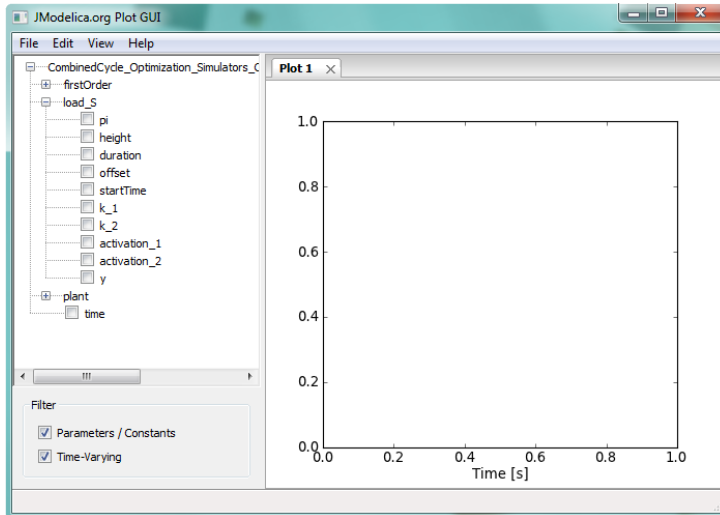 JModelica.org Plot GUI
File Edit View Help
CombinedCycle_Optimization_Simulators_C
firstOrder
load_S
pi
height
duration
offset
startTime
k_1
k_2
activation_1
activation_2
y
plant
time
Filter
Parameters / Constants
Time-Varying
Plot 1
1.0
0.8
0.6
0.4
0.2
0.0
0.0 0.2 0.4 0.6 0.8 1.0
Time [s]